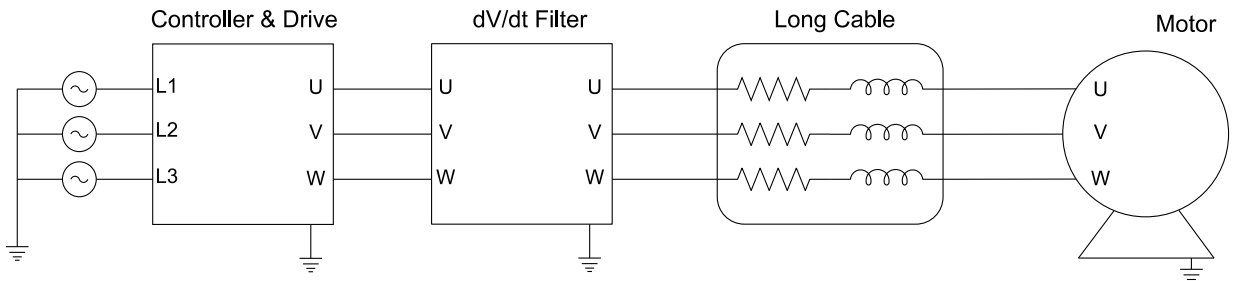 Controller & Drive
dV/dt Filter
Long Cable
Motor
L1 U U U U
L2 V V V V
L3 W W W W